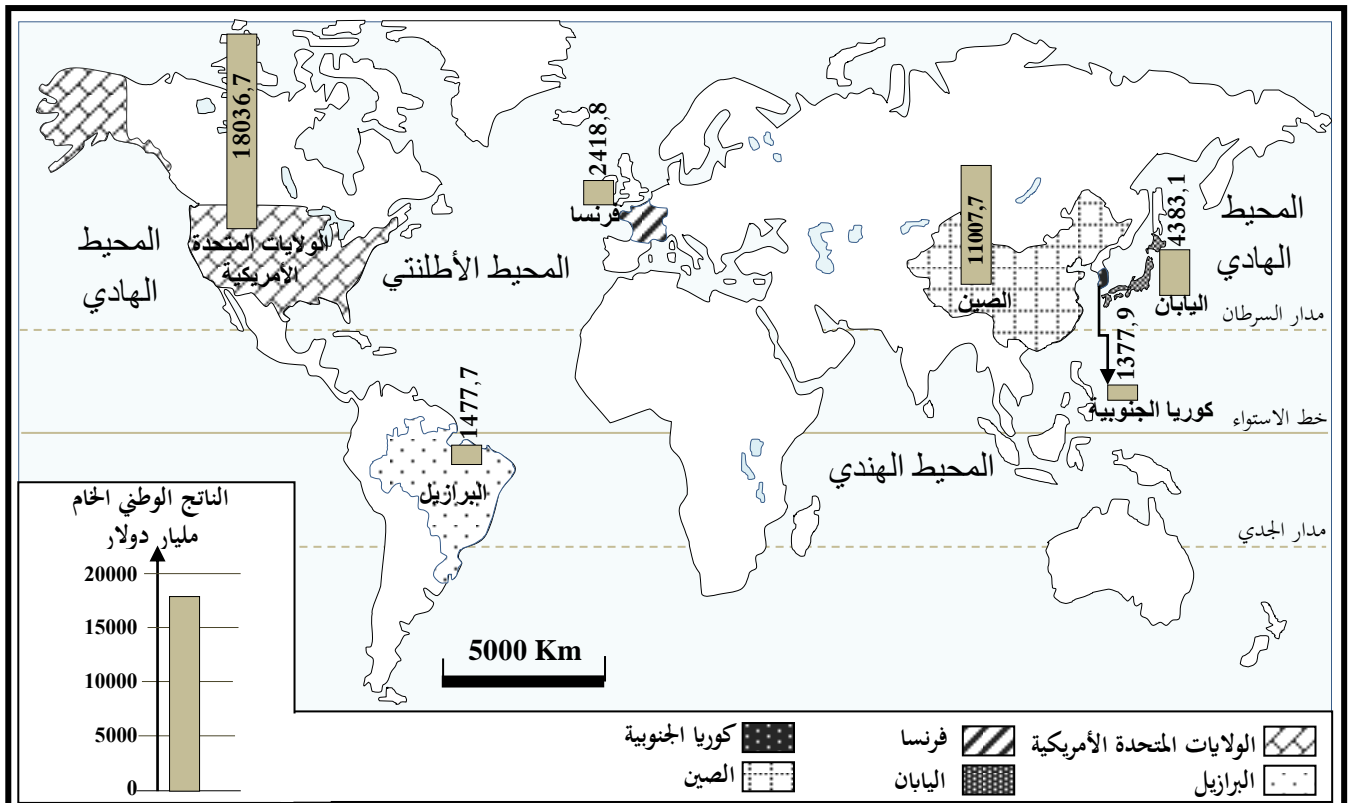 18036,7
2418,8
فرنسا
11007,7
4383,1
المحيط
الهادي
المحيط
الهادي
الولايات المتحدة
الأمريكية
المحيط الأطلنتي
الصين
اليابان
مدار السرطان
1377,9
كوريا الجنوبية
1477,7
خط الاستواء
المحيط الهندي
البرازيل
مدار الجدي
الناتج الوطني الخام
مليار دولار
20000
15000
10000
5000
0
5000 Km
الولايات المتحدة الأمريكية
فرنسا
كوريا الجنوبية
البرازيل
اليابان
الصين